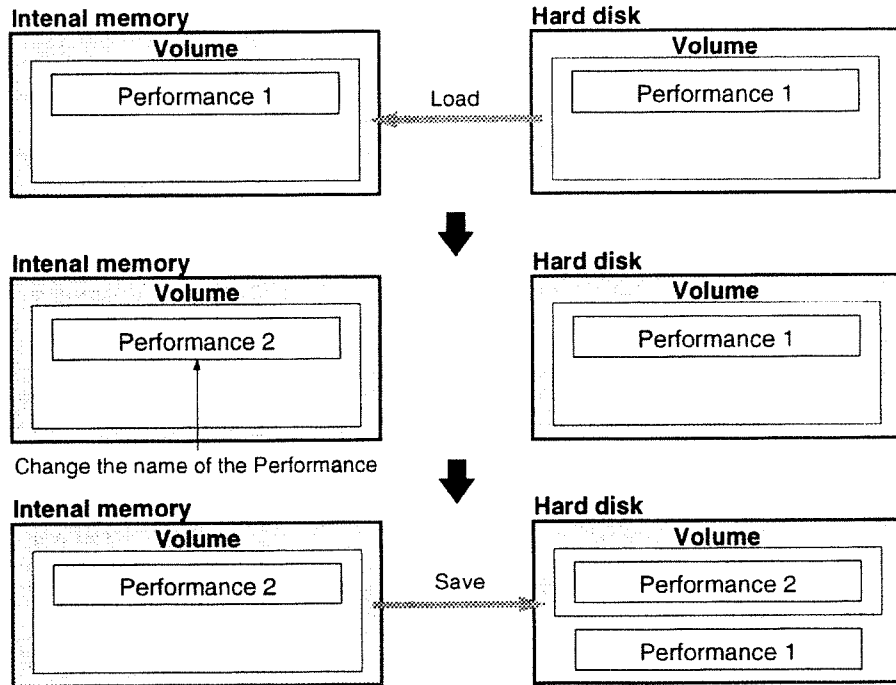 Intenal memory
Hard disk
Volume
Volume
Performance 1
Load
Performance 1
Intenal memory
Hard disk
Volume
Volume
Performance 2
Performance 1
Change the name of the Performance
Intenal memory
Hard disk
Volume
Volume
Performance 2
Save
Performance 2
Performance 1